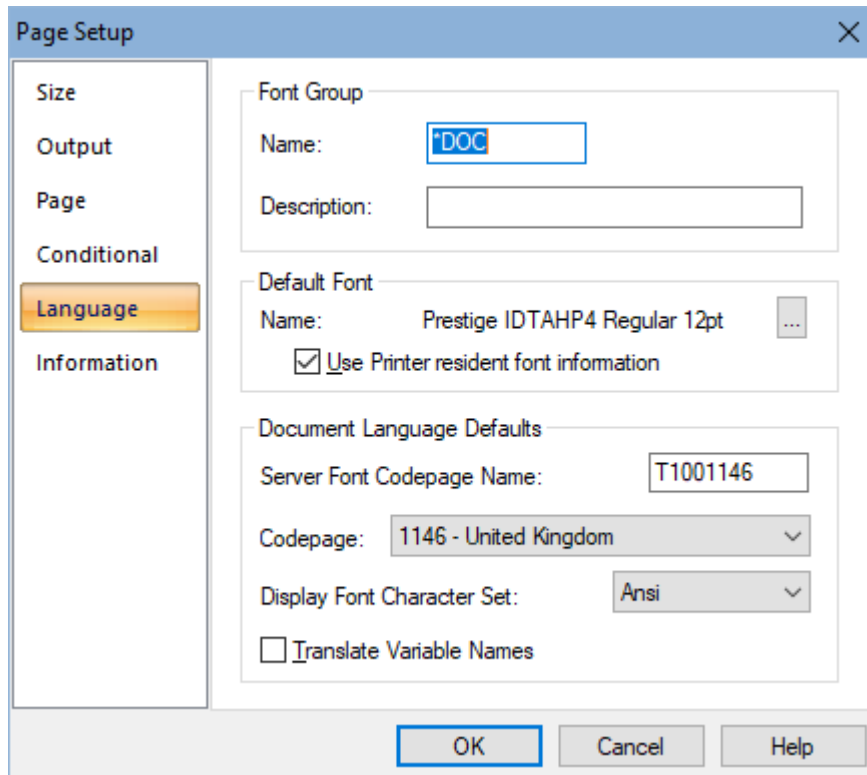 Page Setup
Size
Output
Page
Conditional
Language
Information
Font Group
Name: *DOC
Description:
Default Font
Name: Prestige IDTAHP4 Regular 12pt ...
Use Printer resident font information
Document Language Defaults
Server Font Codepage Name: T1001146
Codepage: 1146 - United Kingdom
Display Font Character Set: Ansi
Translate Variable Names
OK Cancel Help